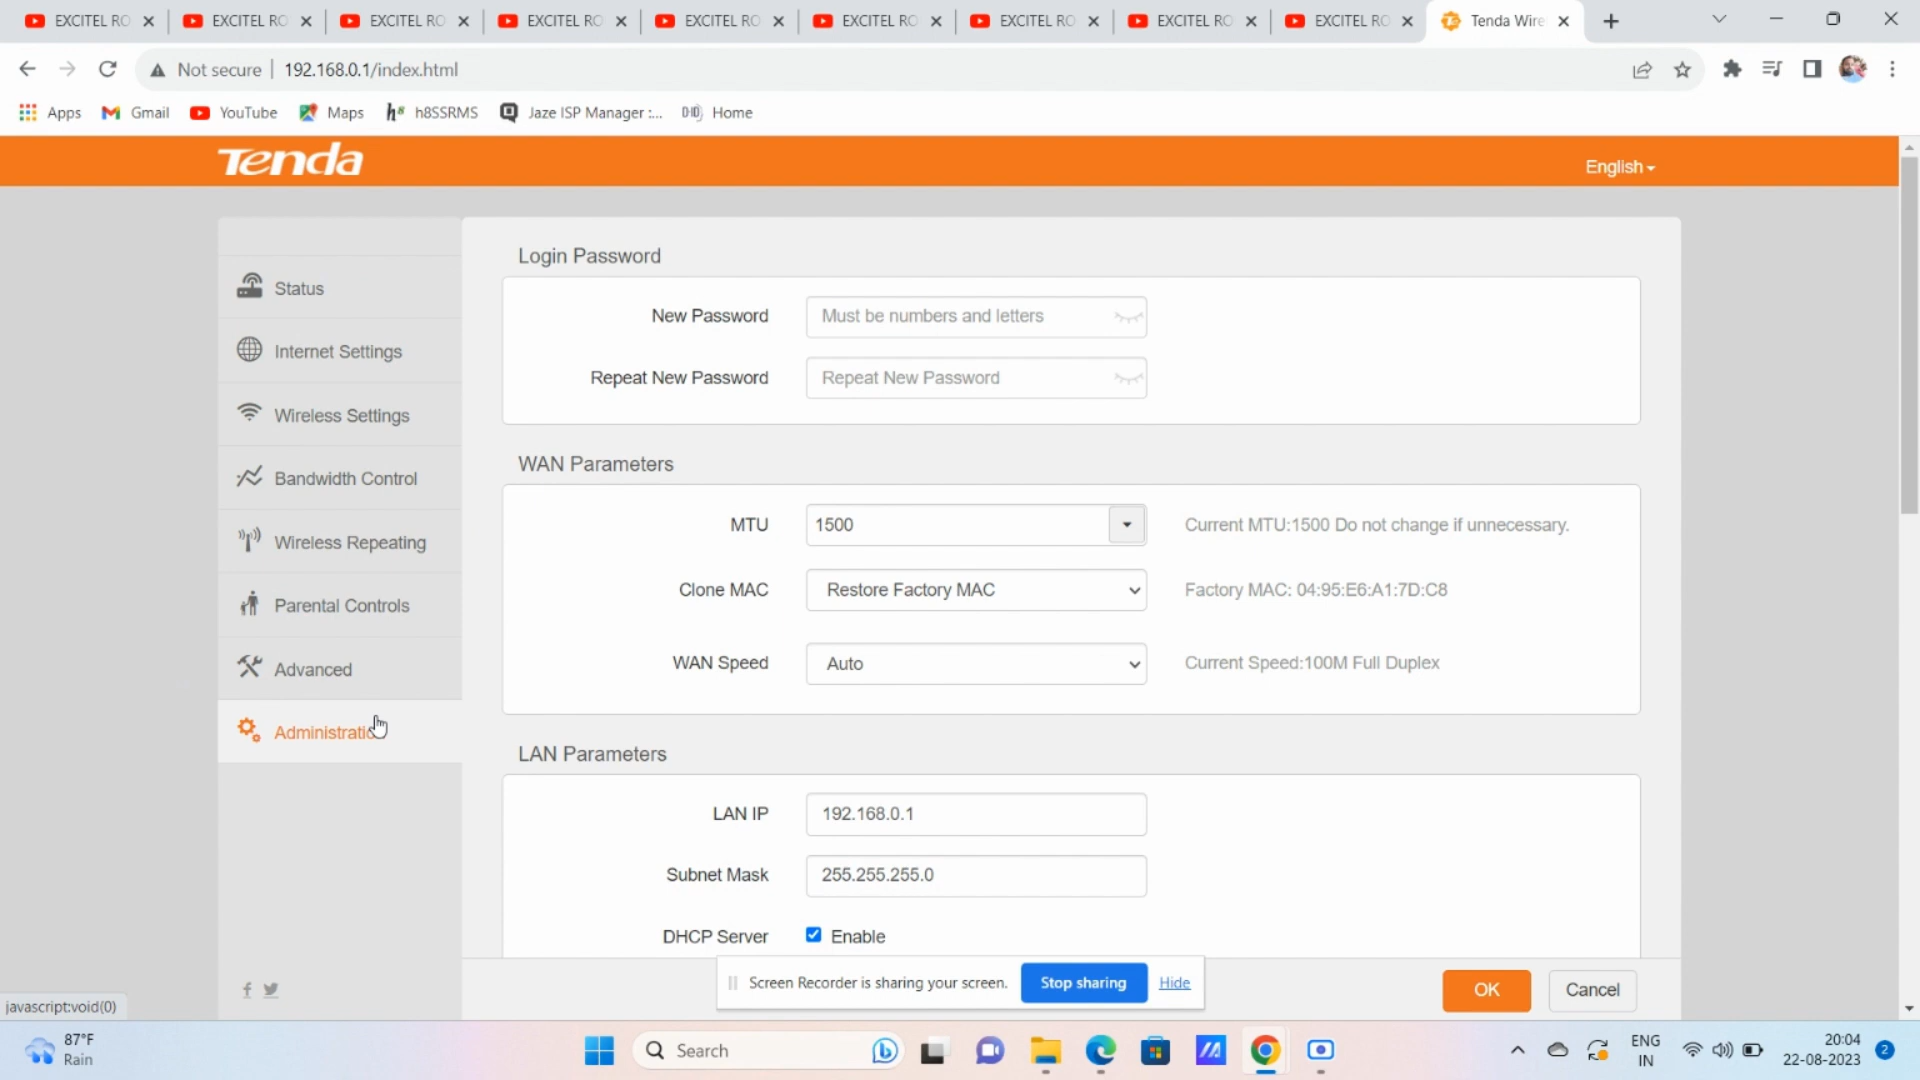 EXCITEL RO EXCITEL RO EXCITEL RO EXCITEL RO EXCITEL RO EXCITEL RO EXCITEL RO EXCITEL RO EXCITEL RO Tenda Wire
Not secure 192.168.0.1/index.html
Apps Gmail YouTube Maps h8SSRMS Jaze ISP Manager :... Home
Tenda
English
Status
Internet Settings
Wireless Settings
Bandwidth Control
Wireless Repeating
Parental Controls
Advanced
Administratio
Login Password
New Password Must be numbers and letters
Repeat New Password Repeat New Password
WAN Parameters
MTU 1500 Current MTU:1500 Do not change if unnecessary.
Clone MAC Restore Factory MAC Factory MAC: 04:95:E6:A1:7D:C8
WAN Speed Auto Current Speed:100M Full Duplex
LAN Parameters
LAN IP 192.168.0.1
Subnet Mask 255.255.255.0
DHCP Server Enable
Screen Recorder is sharing your screen. Stop sharing Hide
OK Cancel
javascript:void(0)
87°F
Rain
Search
ENG
IN
20:04
22-08-2023
2